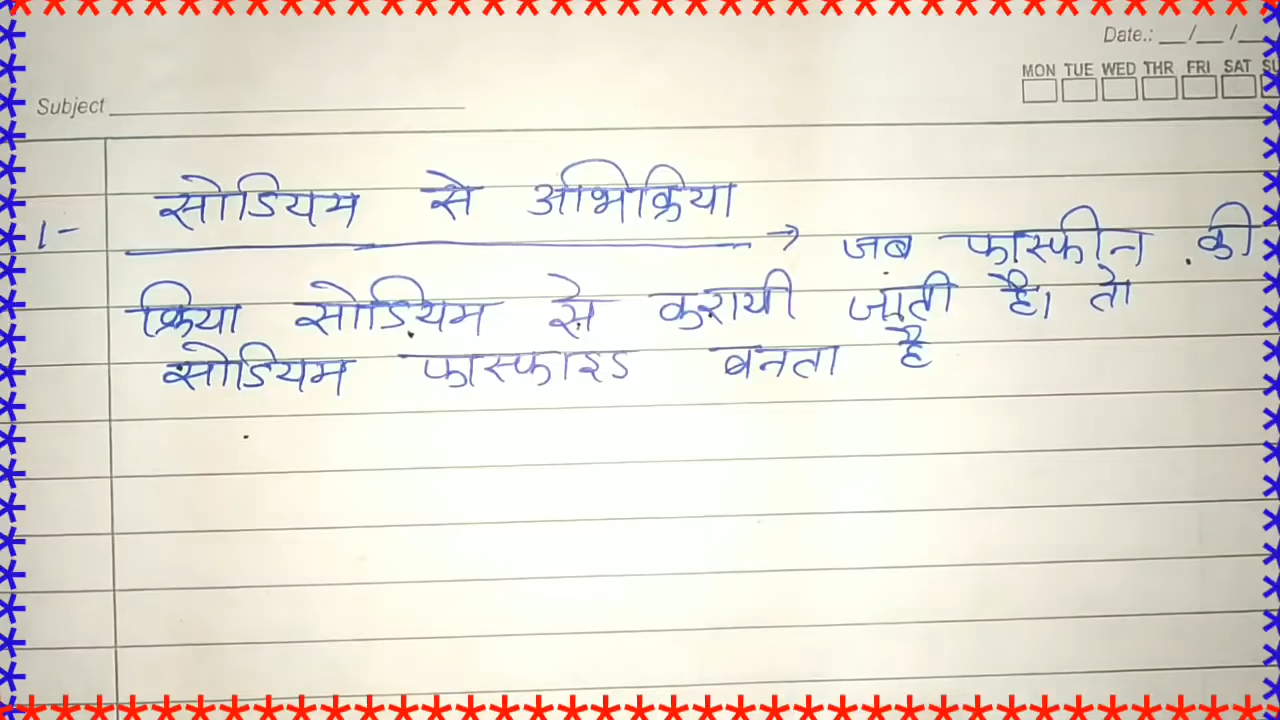 Date.: __/__/__
MON TUE WED THR FRI SAT SU
Subject
सोडियम से अभिक्रिया
1- → जब फास्फीन की
क्रिया सोडियम से करायी जाती है। तो
सोडियम फास्फाइड बनता है